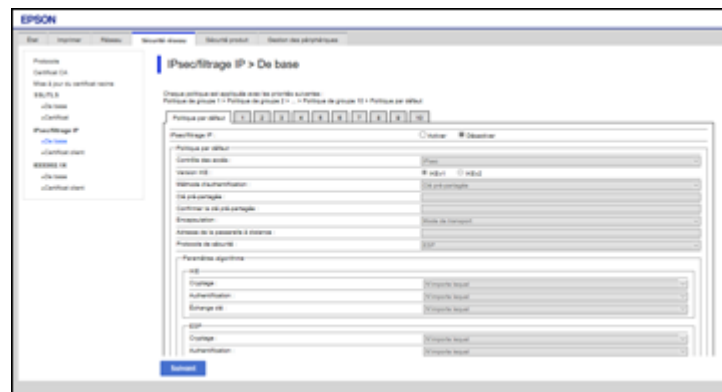 EPSON
État Imprimer Réseau Sécurité réseau Sécurité produit Gestion des périphériques
Protocole
Certificat CA
Mise à jour du certificat racine
SSL/TLS
»De base
»Certificat
IPsec/filtrage IP
»De base
»Certificat client
IEEE802.1X
»De base
»Certificat client
IPsec/filtrage IP > De base
Chaque politique est appliquée avec les priorités suivantes :
Politique de groupe 1 > Politique de groupe 2 > ... > Politique de groupe 10 > Politique par défaut
Politique par défaut 1 2 3 4 5 6 7 8 9 10
IPsec/filtrage IP : Activer Désactiver
Politique par défaut
Contrôle des accès : IPsec
Version IKE : IKEv1 IKEv2
Méthode d'authentification : Clé pré-partagée
Clé pré-partagée :
Confirmer la clé pré-partagée :
Encapsulation : Mode de transport
Adresse de la passerelle à distance :
Protocole de sécurité : ESP
Paramètres algorithme
IKE
Cryptage : N'importe lequel
Authentification : N'importe lequel
Échange clé : N'importe lequel
ESP
Cryptage : N'importe lequel
Authentification : N'importe lequel
Suivant